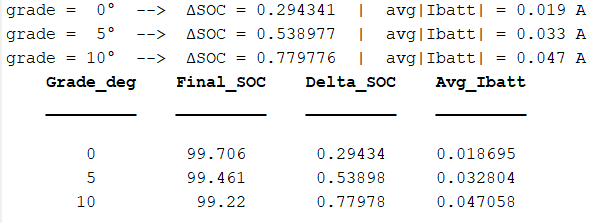 grade =  0°  -->  ΔSOC = 0.294341  |  avg|Ibatt| = 0.019 A
grade =  5°  -->  ΔSOC = 0.538977  |  avg|Ibatt| = 0.033 A
grade = 10°  -->  ΔSOC = 0.779776  |  avg|Ibatt| = 0.047 A
Grade_deg    Final_SOC    Delta_SOC    Avg_Ibatt
0    99.706    0.29434    0.018695
5    99.461    0.53898    0.032804
10    99.22    0.77978    0.047058